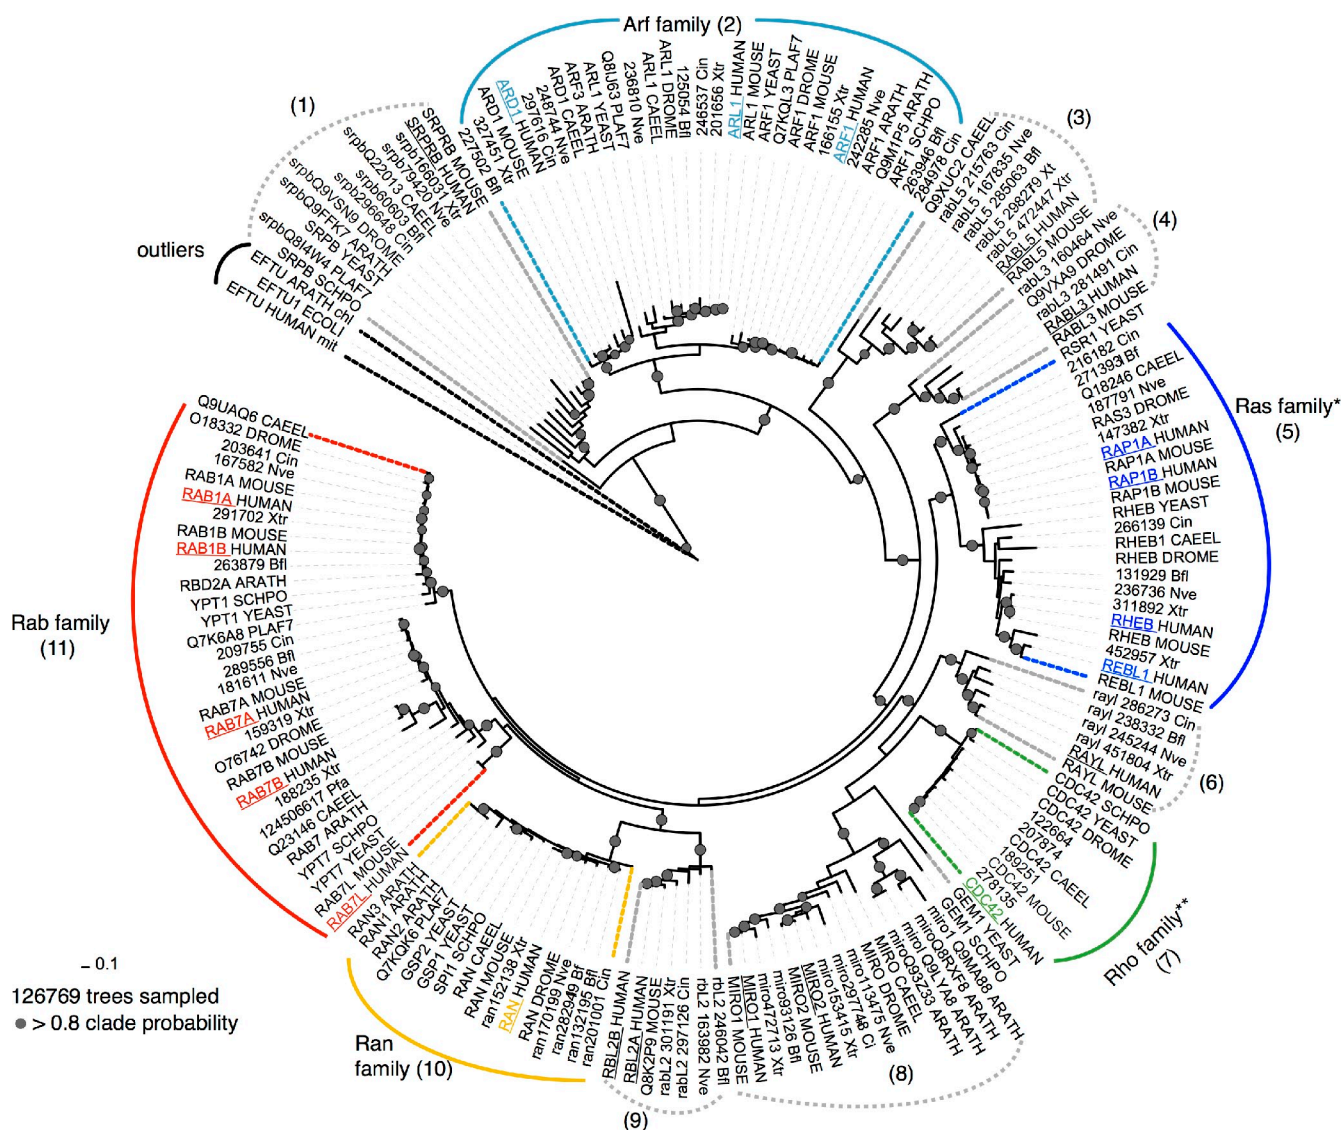 Arf family (2)
(1)
SRPRB MOUSE
SRPRB HUMAN
srpb166031 Xtr
srpb79420 Nve
srpbQ22013 CAEEL
srpb60603 Bfl
srpb296648 Cin
srpbQ9VSN9 DROME
srpbQ9FFK7 ARATH
SRPB YEAST
srpbQ8I4W4 PLAF7
SRPB SCHPO
outliers
EFTU ARATH chl
EFTU1 ECOLI
EFTU HUMAN mit
227502 Bfl
327451 Xtr
ARD1 MOUSE
ARD1 HUMAN
297616 Cin
248744 Nve
ARD1 CAEEL
ARF3 ARATH
ARL1 YEAST
Q8IJ63 PLAF7
236810 Nve
ARL1 CAEEL
ARL1 DROME
125054 Bfl
246537 Cin
201656 Xtr
ARL1 HUMAN
ARL1 MOUSE
ARF1 YEAST
Q7KQL3 PLAF7
ARF1 DROME
ARF1 MOUSE
166155 Xtr
ARF1 HUMAN
242285 Nve
ARF1 ARATH
Q9M1P5 ARATH
ARF1 SCHPO
263946 Bfl
284978 Cin
(3)
Q9XUC2 CAEEL
rabL5 215763 Cin
rabL5 167835 Nve
rabL5 285063 Bfl
rabL5 298279 Xt
rabL5 472447 Xtr
RABL5 HUMAN
RABL5 MOUSE
(4)
rabL3 160464 Nve
Q9VXA9 DROME
rabL3 281491 Cin
RABL3 HUMAN
RABL3 MOUSE
RSR1 YEAST
216182 Cin
271393 Bf
Q18246 CAEEL
187791 Nve
RAS3 DROME
147382 Xtr
RAP1A HUMAN
RAP1A MOUSE
RAP1B HUMAN
RAP1B MOUSE
RHEB YEAST
266139 Cin
RHEB1 CAEEL
RHEB DROME
131929 Bfl
236736 Nve
311892 Xtr
RHEB HUMAN
RHEB MOUSE
452957 Xtr
REBL1 HUMAN
REBL1 MOUSE
Ras family*
(5)
rayl 286273 Cin
rayl 238332 Bfl
rayl 245244 Nve
rayl 451804 Xtr
RAYL HUMAN
RAYL MOUSE
(6)
CDC42 SCHPO
CDC42 YEAST
CDC42 DROME
122664
207874
CDC42 CAEEL
189251
CDC42 MOUSE
278135
CDC42 HUMAN
Rho family**
(7)
GEM1 YEAST
GEM1 SCHPO
miro1 Q9MA88 ARATH
miroQ8RXF8 ARATH
miro1 Q9LYA8 ARATH
miroQ9Z33 ARATH
MIRO CAEEL
MIRO DROME
miro113475 Nve
miro297748 Ci
miro153415 Xtr
MIRO2 HUMAN
MIRO2 MOUSE
miro93126 Bfl
miro472713 Xtr
MIRO1 HUMAN
MIRO1 MOUSE
(8)
rbL2 246042 Bfl
rbL2 163982 Nve
rabL2 297126 Cin
rabL2 301191 Xtr
Q8K2P9 MOUSE
RBL2A HUMAN
RBL2B HUMAN
(9)
ran201001 Cin
ran132195 Bfl
ran282949 Bf
ran170199 Nve
RAN DROME
RAN HUMAN
ran152138 Xtr
RAN MOUSE
RAN CAEEL
SPI1 SCHPO
GSP1 YEAST
GSP2 YEAST
Q7KQK6 PLAF7
RAN2 ARATH
RAN1 ARATH
RAN3 ARATH
Ran
family (10)
RAB7L HUMAN
RAB7L MOUSE
YPT7 YEAST
YPT7 SCHPO
RAB7 ARATH
Q23146 CAEEL
124506617 Pfa
188235 Xtr
RAB7B HUMAN
RAB7B MOUSE
O76742 DROME
159319 Xtr
RAB7A HUMAN
RAB7A MOUSE
181611 Nve
289556 Bfl
209755 Cin
Q7K6A8 PLAF7
YPT1 YEAST
YPT1 SCHPO
RBD2A ARATH
263879 Bfl
RAB1B HUMAN
RAB1B MOUSE
291702 Xtr
RAB1A HUMAN
RAB1A MOUSE
167582 Nve
203641 Cin
O18332 DROME
Q9UAQ6 CAEEL
Rab family
(11)
– 0.1
126769 trees sampled
> 0.8 clade probability